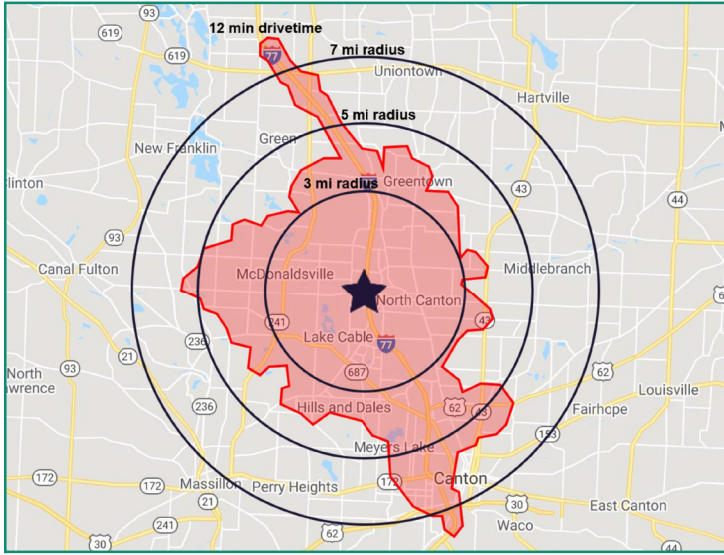 93
12 min drivetime
619
77
7 mi radius
619
Uniontown
Hartville
5 mi radius
Green
New Franklin
3 mi radius
Greentown
43
44
93
Canal Fulton
McDonaldsville
Middlebranch
North Canton
241
43
Lake Cable
77
21
236
93
687
62
North
Louisville
236
Hills and Dales
62
43
Fairhope
153
Meyers Lake
172
172
Massillon
Perry Heights
172
Canton
21
30
East Canton
241
62
Waco
44
30
30